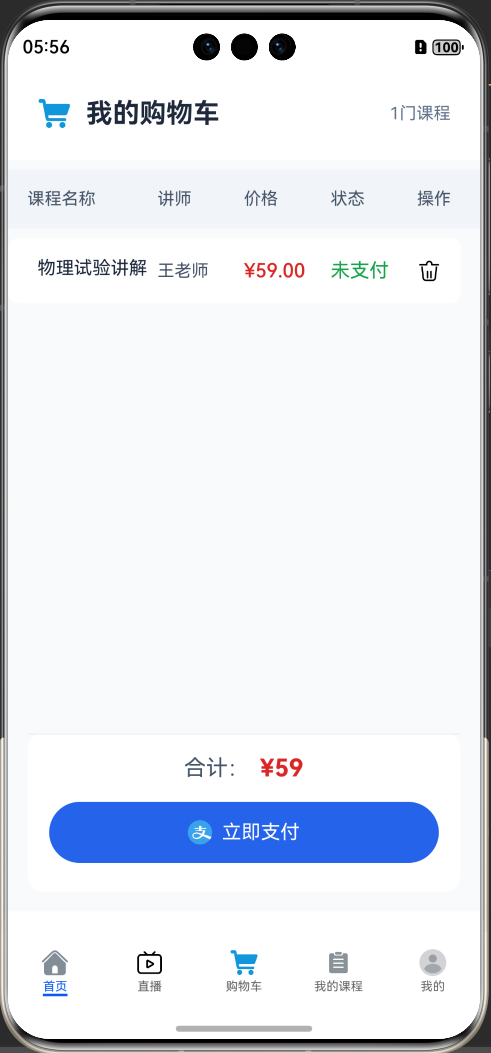 05:56
100
我的购物车
1门课程
课程名称 讲师 价格 状态 操作
物理试验讲解 王老师 ¥59.00 未支付
合计： ¥59
支 立即支付
首页 直播 购物车 我的课程 我的